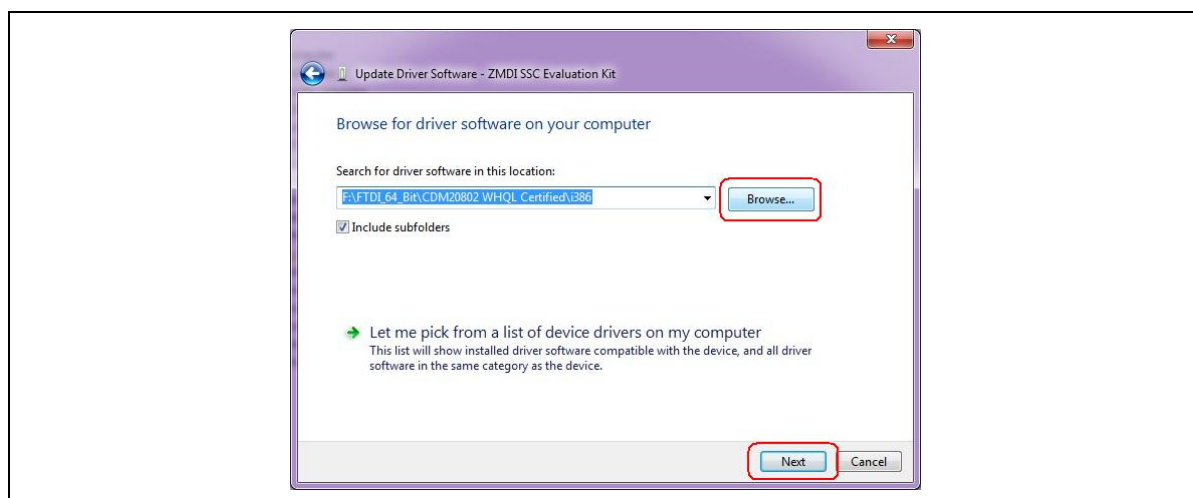 Update Driver Software - ZMDI SSC Evaluation Kit
Browse for driver software on your computer
Search for driver software in this location:
F:\FTDI_64_Bit\CDM20802 WHQL Certified\i386
Browse...
Include subfolders
Let me pick from a list of device drivers on my computer
This list will show installed driver software compatible with the device, and all driver
software in the same category as the device.
Next Cancel